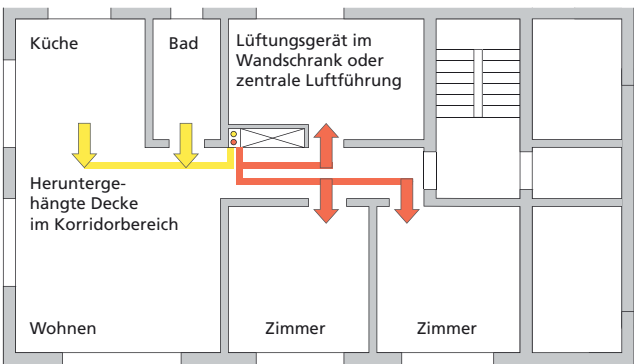 Küche
Bad
Lüftungsgerät im
Wandschrank oder
zentrale Luftführung
Herunterge-
hängte Decke
im Korridorbereich
Wohnen
Zimmer
Zimmer